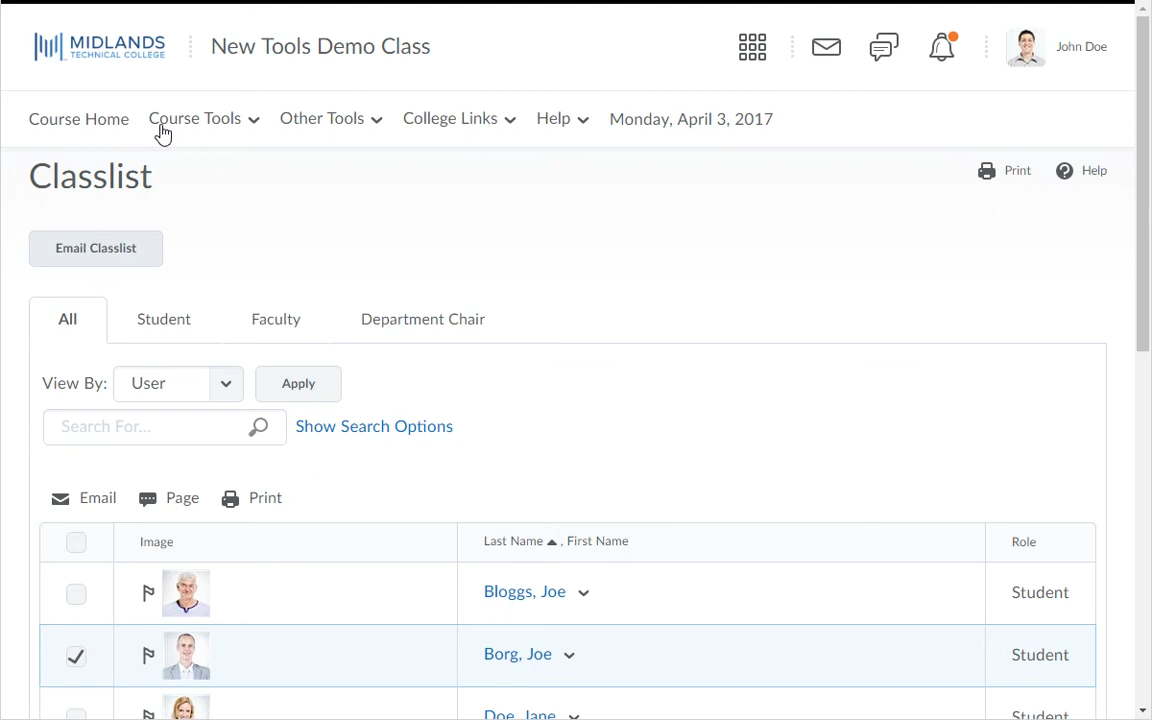 MIDLANDS
TECHNICAL COLLEGE
New Tools Demo Class
John Doe
Course Home
Course Tools
Other Tools
College Links
Help
Monday, April 3, 2017
Classlist
Print
Help
Email Classlist
All
Student
Faculty
Department Chair
View By:
User
Apply
Search For...
Show Search Options
Email
Page
Print
Image
Last Name , First Name
Role
Bloggs, Joe
Student
Borg, Joe
Student
Doe, Jane
Student